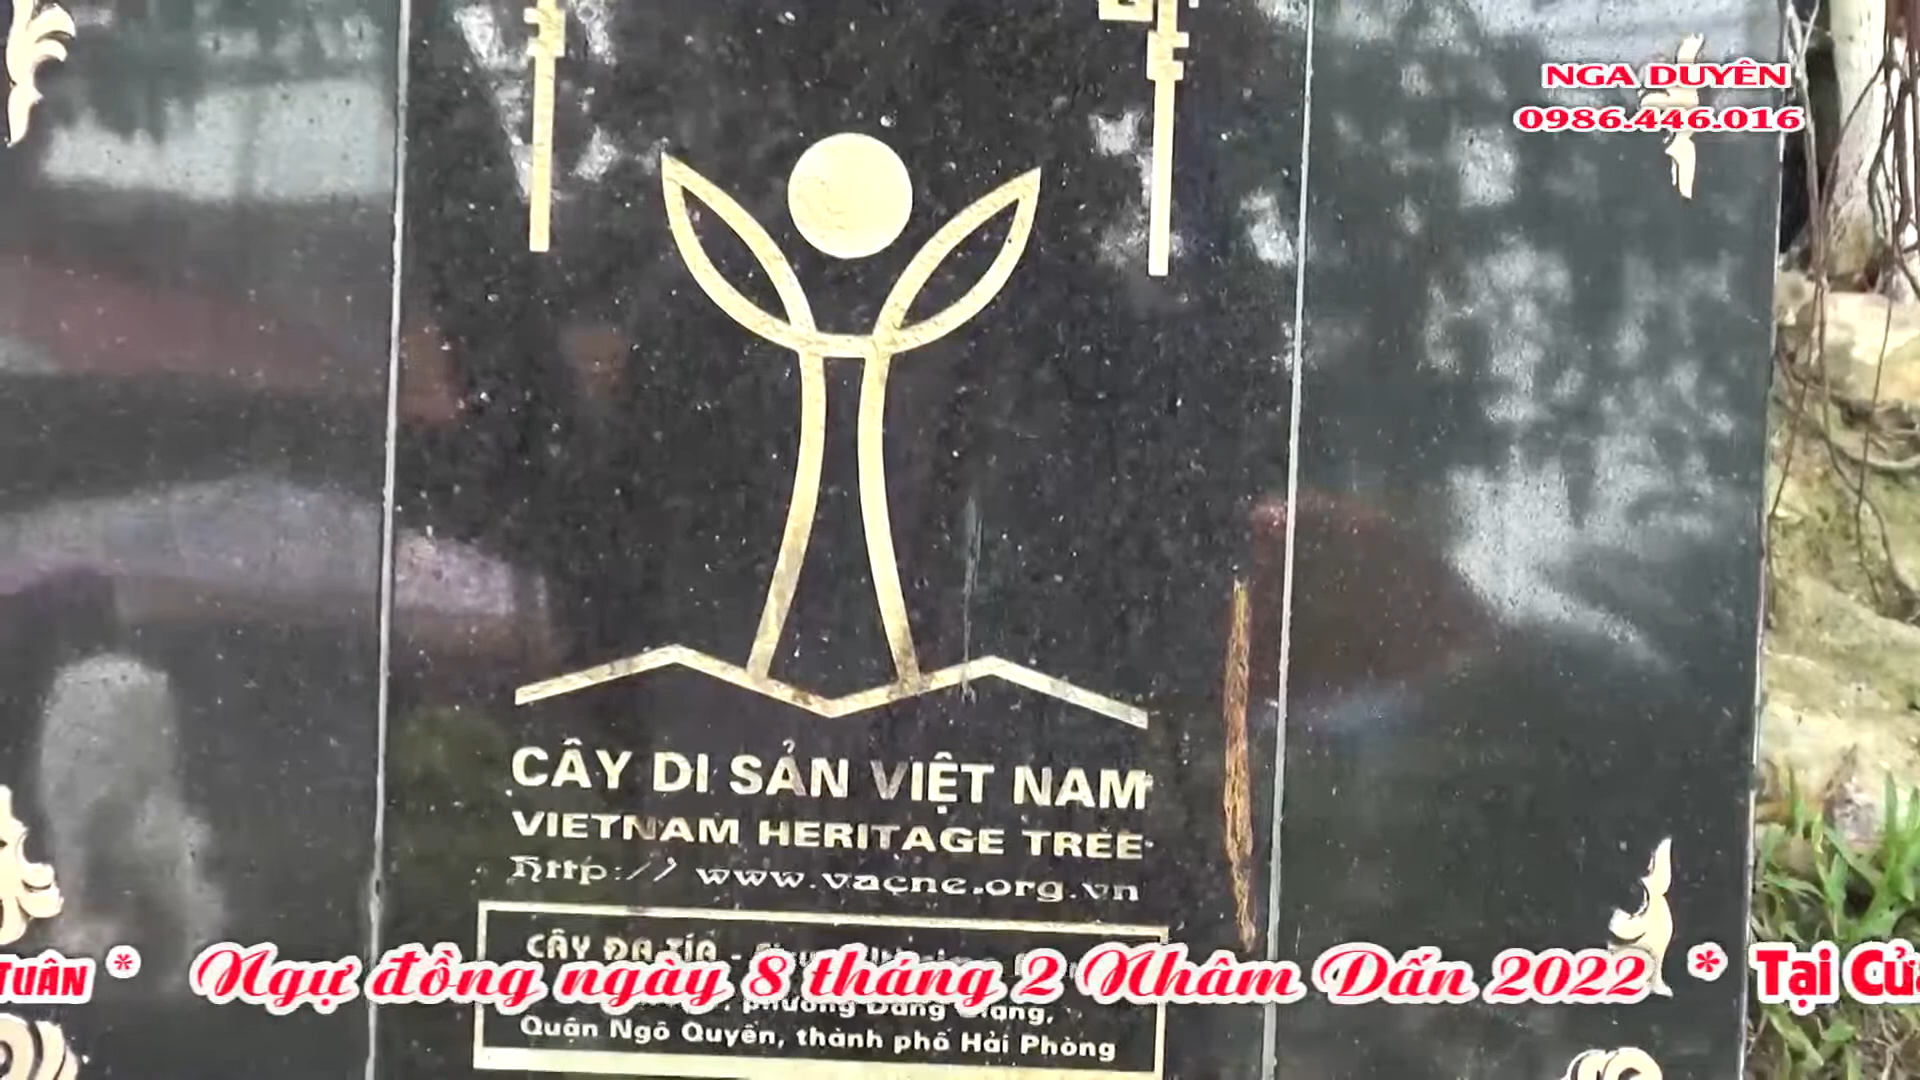 NGA DUYÊN
0986.446.016
CÂY DI SẢN VIỆT NAM
VIETNAM HERITAGE TREE
http:// www.vacne.org.vn
CÂY ĐA TÍA -
phường
Quận Ngô Quyền, thành phố Hải Phòng
TUÂN * Ngự đồng ngày 8 tháng 2 Nhâm Dần 2022 * Tại